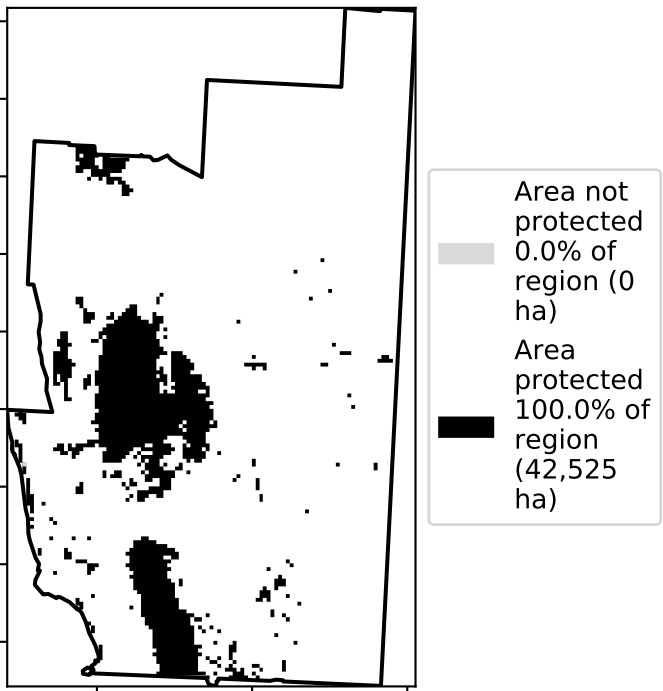 Area not
protected
0.0% of
region (0
ha)
Area
protected
100.0% of
region
(42,525
ha)